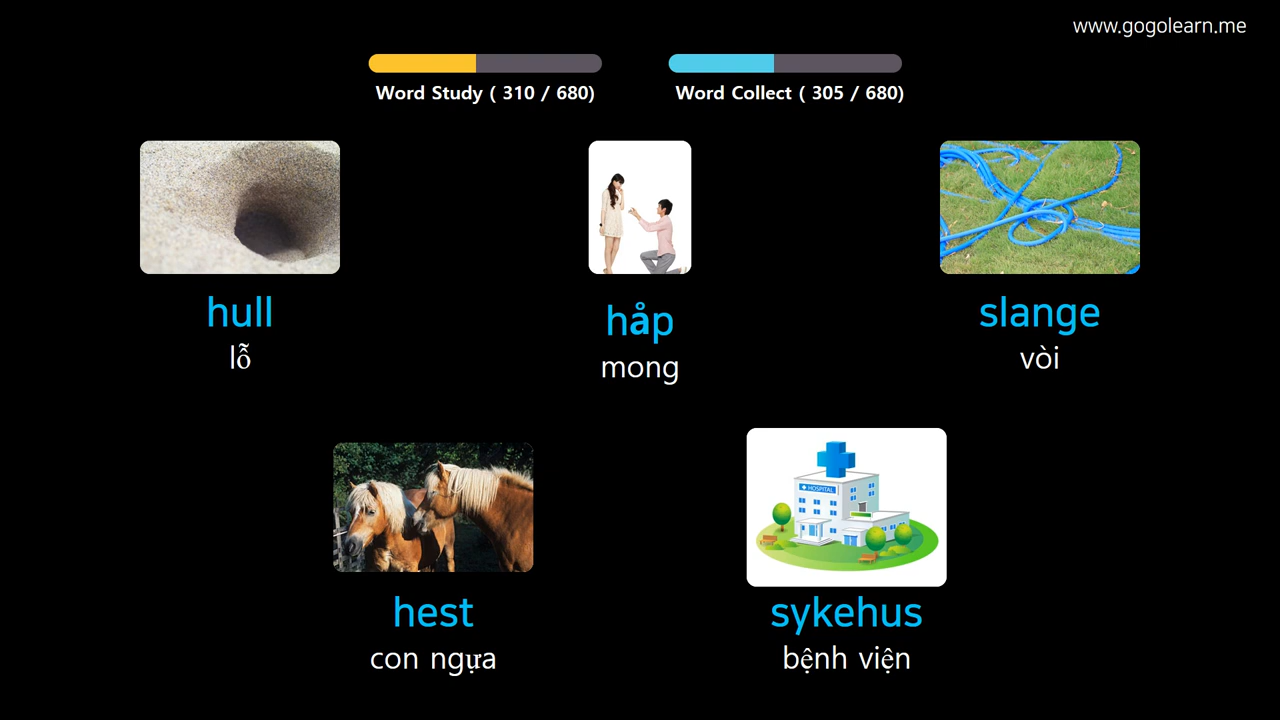 www.gogolearn.me
Word Study ( 310 / 680)
Word Collect ( 305 / 680)
hull
lỗ
håp
mong
slange
vòi
HOSPITAL
hest
con ngựa
sykehus
bệnh viện